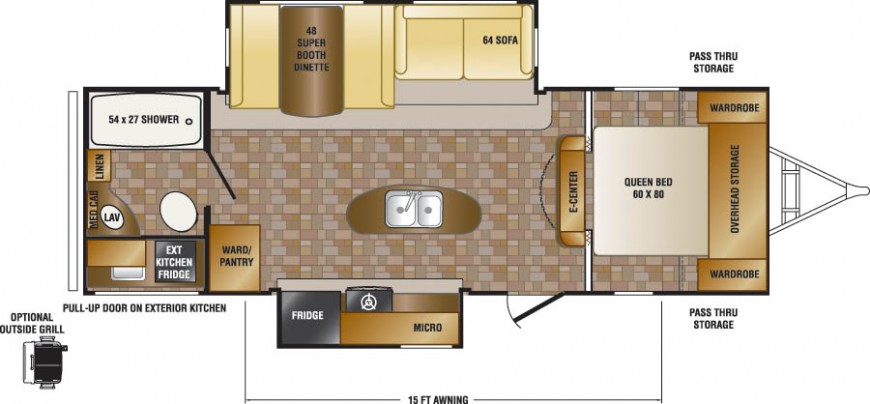 48
SUPER
BOOTH
DINETTE
64 SOFA
PASS THRU
STORAGE
54 x 27 SHOWER
WARDROBE
LINEN
MED CAB
LAV
E-CENTER
QUEEN BED
60 X 80
OVERHEAD STORAGE
EXT
KITCHEN
FRIDGE
WARD/
PANTRY
WARDROBE
PULL-UP DOOR ON EXTERIOR KITCHEN
OPTIONAL
OUTSIDE GRILL
FRIDGE
MICRO
PASS THRU
STORAGE
15 FT AWNING